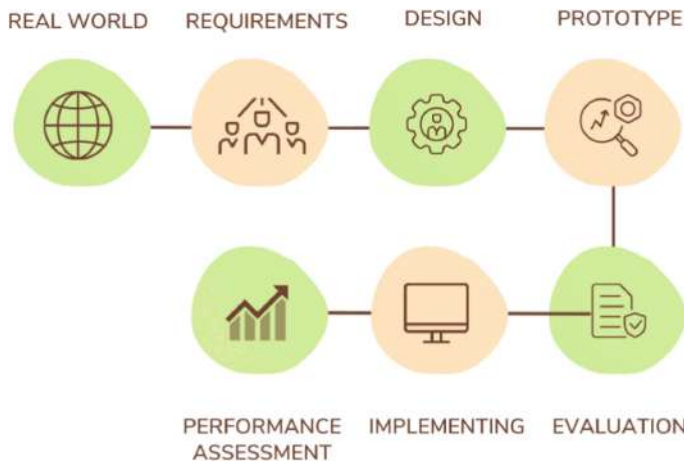 REAL WORLD
REQUIREMENTS
DESIGN
PROTOTYPE
PERFORMANCE
ASSESSMENT
IMPLEMENTING
EVALUATION